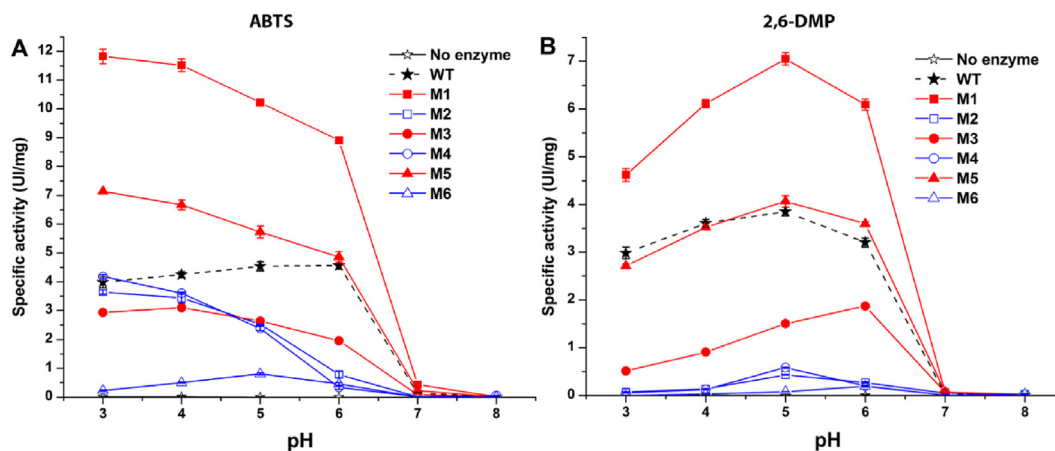 ABTS
A
Specific activity (UI/mg)
12
11
10
9
8
7
6
5
4
3
2
1
0
3 4 5 6 7 8
pH
No enzyme
WT
M1
M2
M3
M4
M5
M6
2,6-DMP
B
Specific activity (UI/mg)
7
6
5
4
3
2
1
0
3 4 5 6 7 8
pH
No enzyme
WT
M1
M2
M3
M4
M5
M6